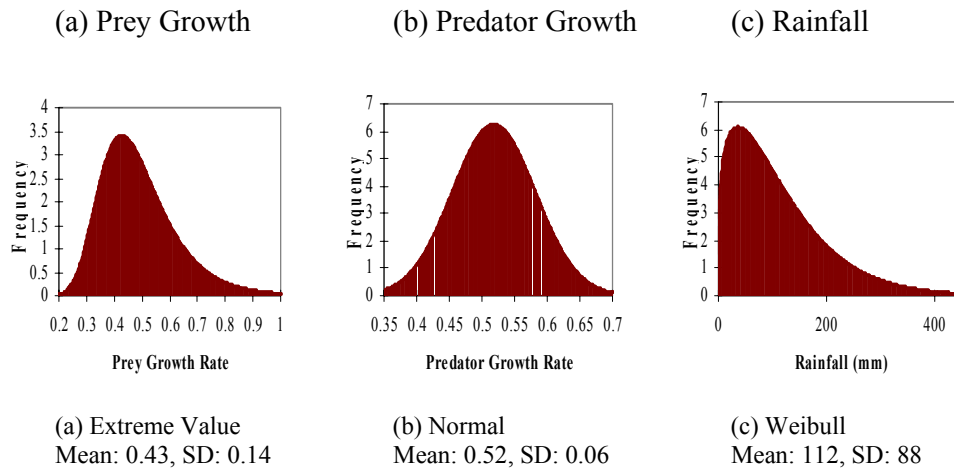 (a) Prey Growth
(b) Predator Growth
(c) Rainfall
4
3.5
3
2.5
2
1.5
1
0.5
0
Frequency
0.2 0.3 0.4 0.5 0.6 0.7 0.8 0.9 1
Prey Growth Rate
7
6
5
4
3
2
1
0
Frequency
0.35 0.4 0.45 0.5 0.55 0.6 0.65 0.7
Predator Growth Rate
7
6
5
4
3
2
1
0
Frequency
0 200 400
Rainfall (mm)
(a) Extreme Value
Mean: 0.43, SD: 0.14
(b) Normal
Mean: 0.52, SD: 0.06
(c) Weibull
Mean: 112, SD: 88